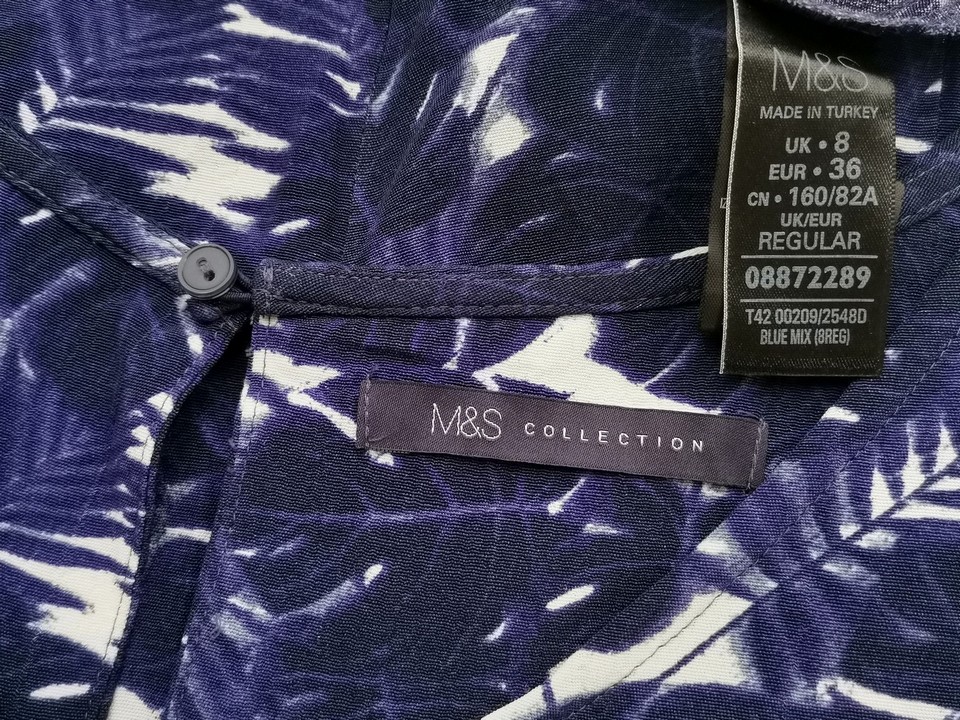 M&S
MADE IN TURKEY
UK • 8
EUR • 36
CN • 160/82A
UK/EUR
REGULAR
08872289
T42 00209/2548D
BLUE MIX (8REG)
M&S COLLECTION